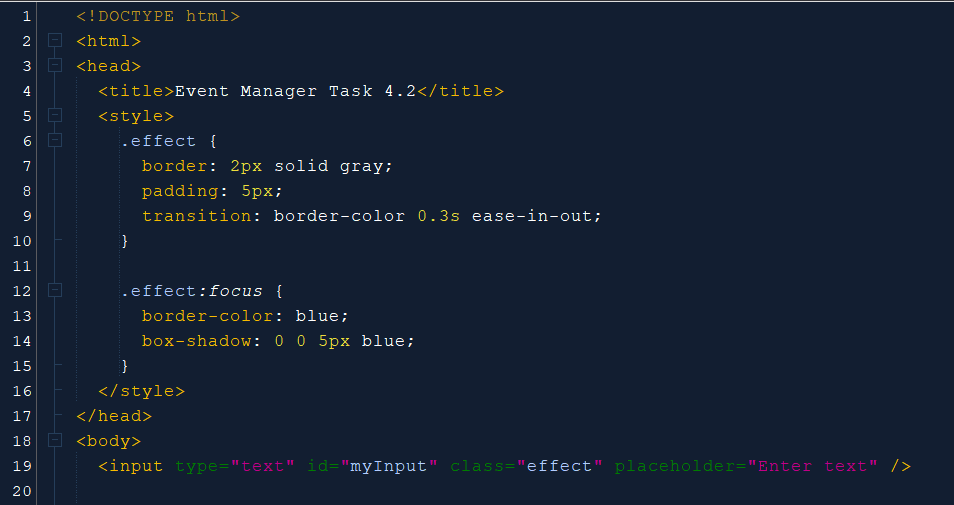 1 <!DOCTYPE html>
2 <html>
3 <head>
4 <title>Event Manager Task 4.2</title>
5 <style>
6 .effect {
7 border: 2px solid gray;
8 padding: 5px;
9 transition: border-color 0.3s ease-in-out;
10 }
11
12 .effect:focus {
13 border-color: blue;
14 box-shadow: 0 0 5px blue;
15 }
16 </style>
17 </head>
18 <body>
19 <input type="text" id="myInput" class="effect" placeholder="Enter text" />
20